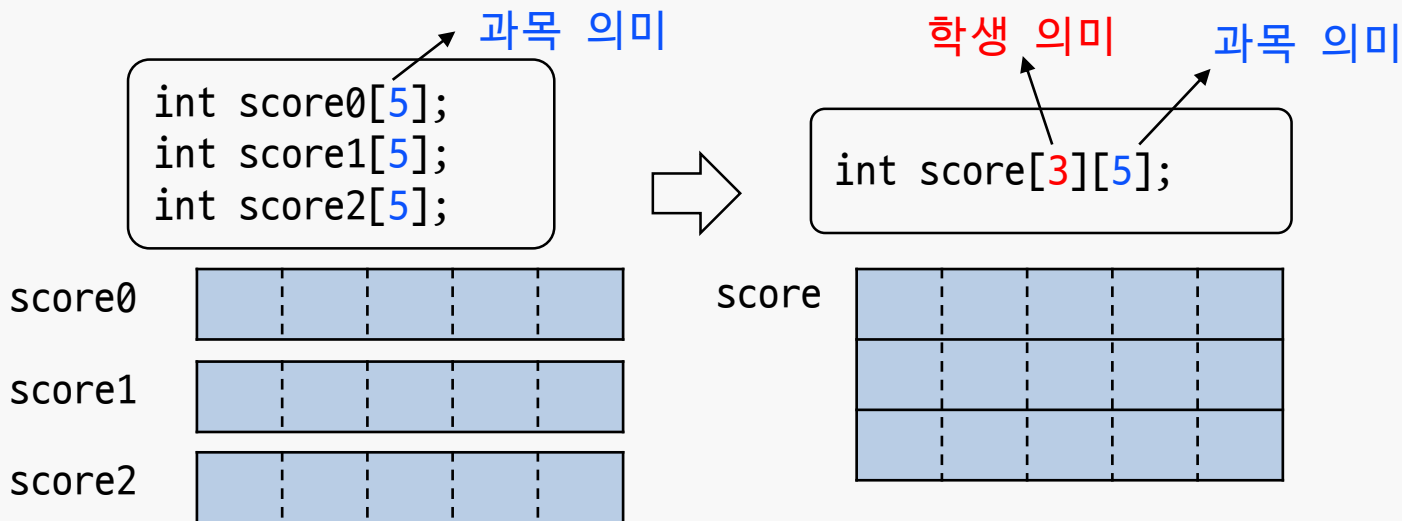 과목 의미
int score0[5];
int score1[5];
int score2[5];
학생 의미
과목 의미
int score[3][5];
score0
score1
score2
score